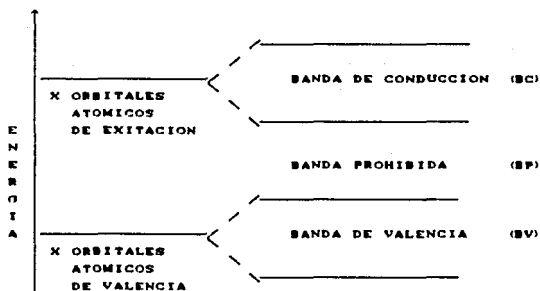 BANDA DE CONDUCCION (BC)
X ORBITALES
ATOMICOS
DE EXITACION
ENERGIA
BANDA PROHIBIDA (BP)
BANDA DE VALENCIA (BV)
X ORBITALES
ATOMICOS
DE VALENCIA